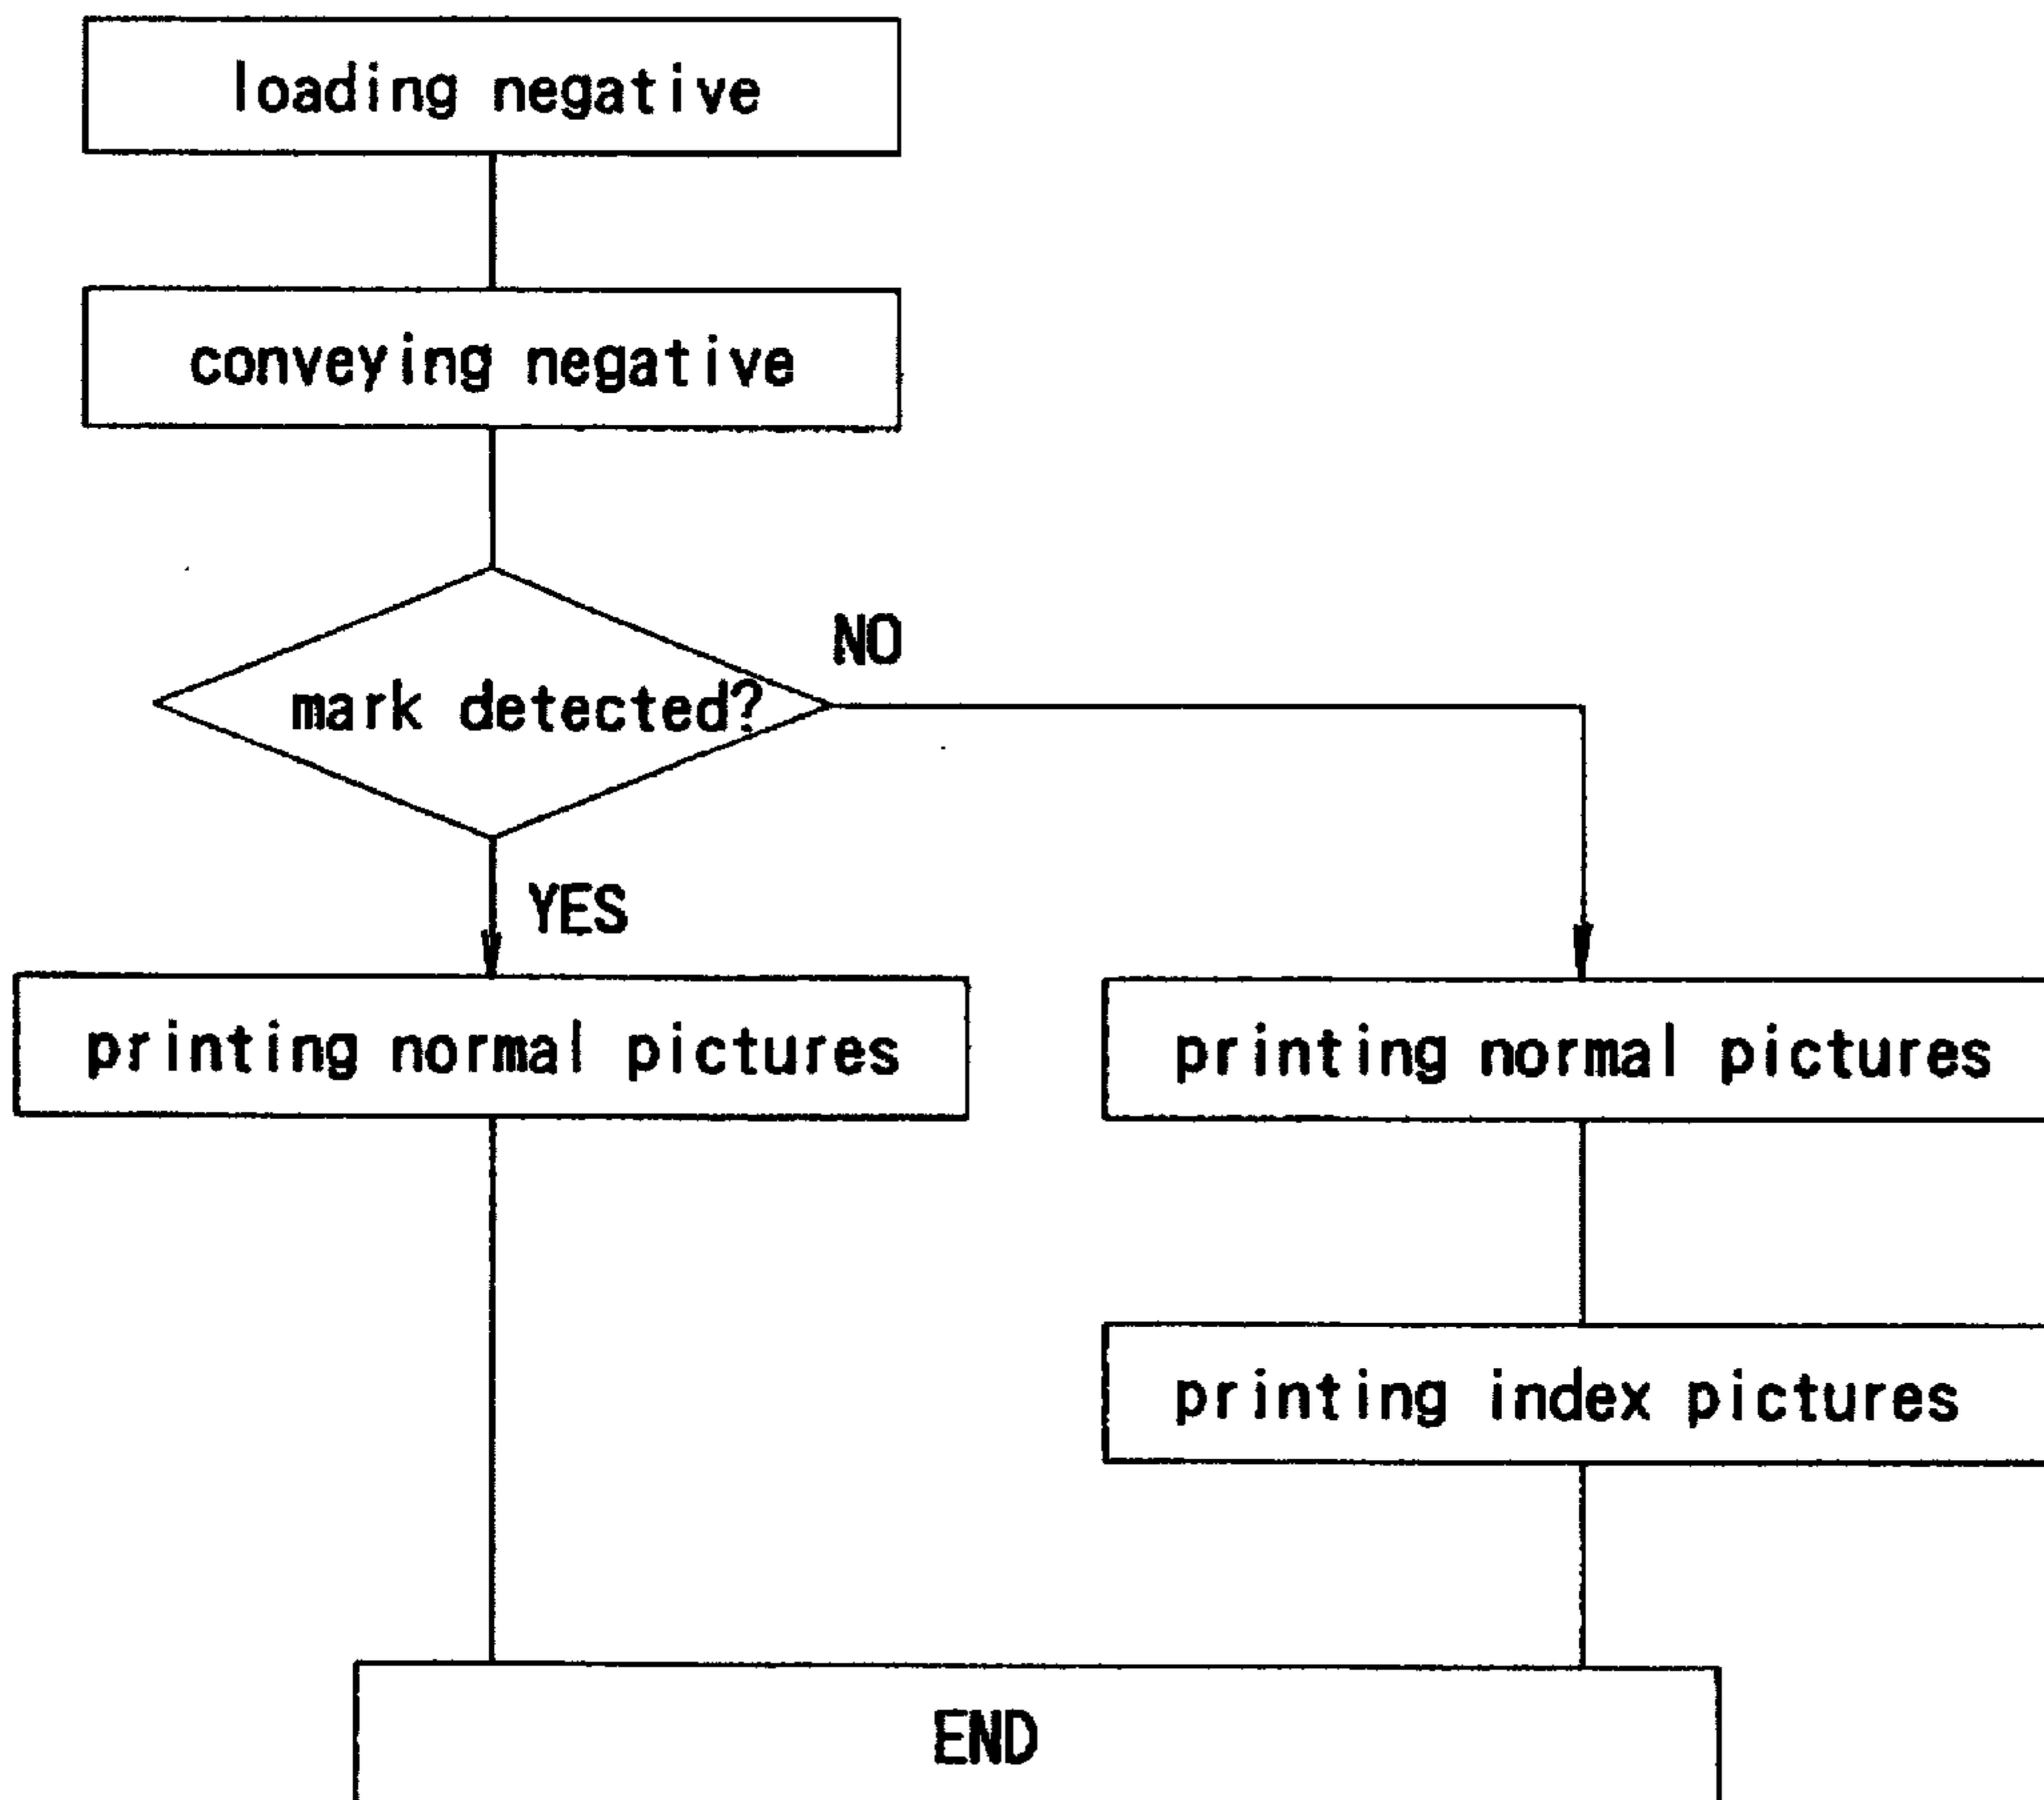 loading negative
conveying negative
mark detected?
NO
YES
printing normal pictures
printing normal pictures
printing index pictures
END